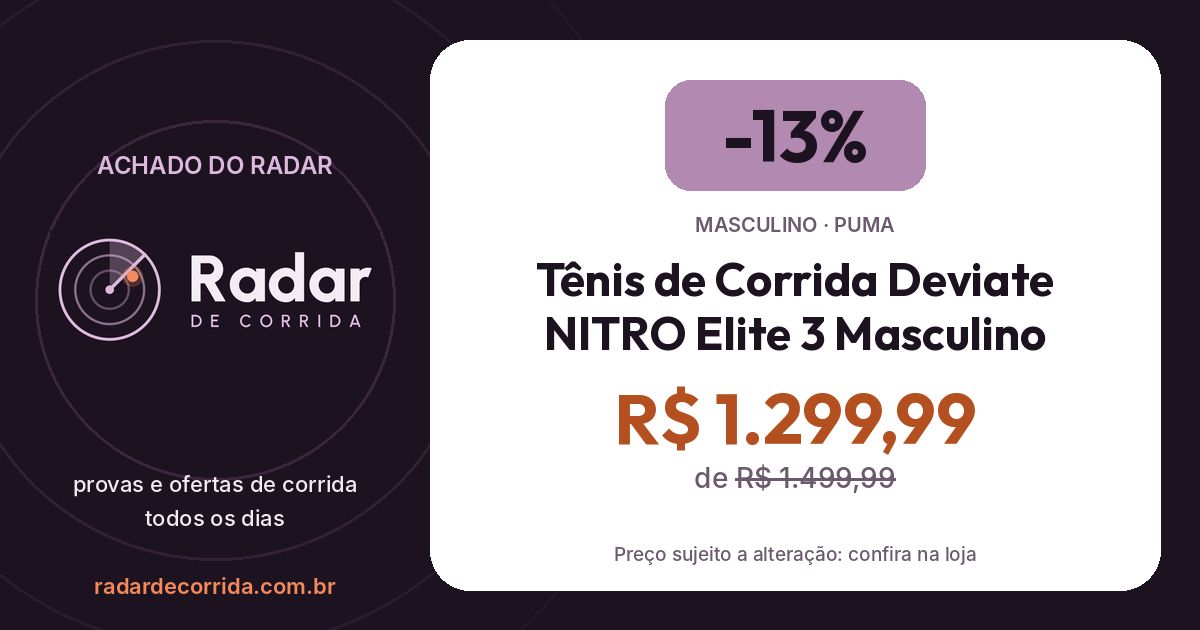 ACHADO DO RADAR
Radar
DE CORRIDA
provas e ofertas de corrida
todos os dias
radardecorrida.com.br
-13%
MASCULINO · PUMA
Tênis de Corrida Deviate
NITRO Elite 3 Masculino
R$ 1.299,99
de R$ 1.499,99
Preço sujeito a alteração: confira na loja